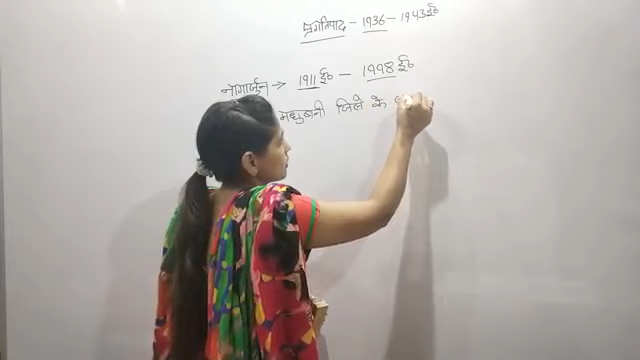 प्रगतिवाद - 1936 - 1943 ई०
नागार्जुन → 1911 ई० - 1998 ई०
मधुबनी जिले के